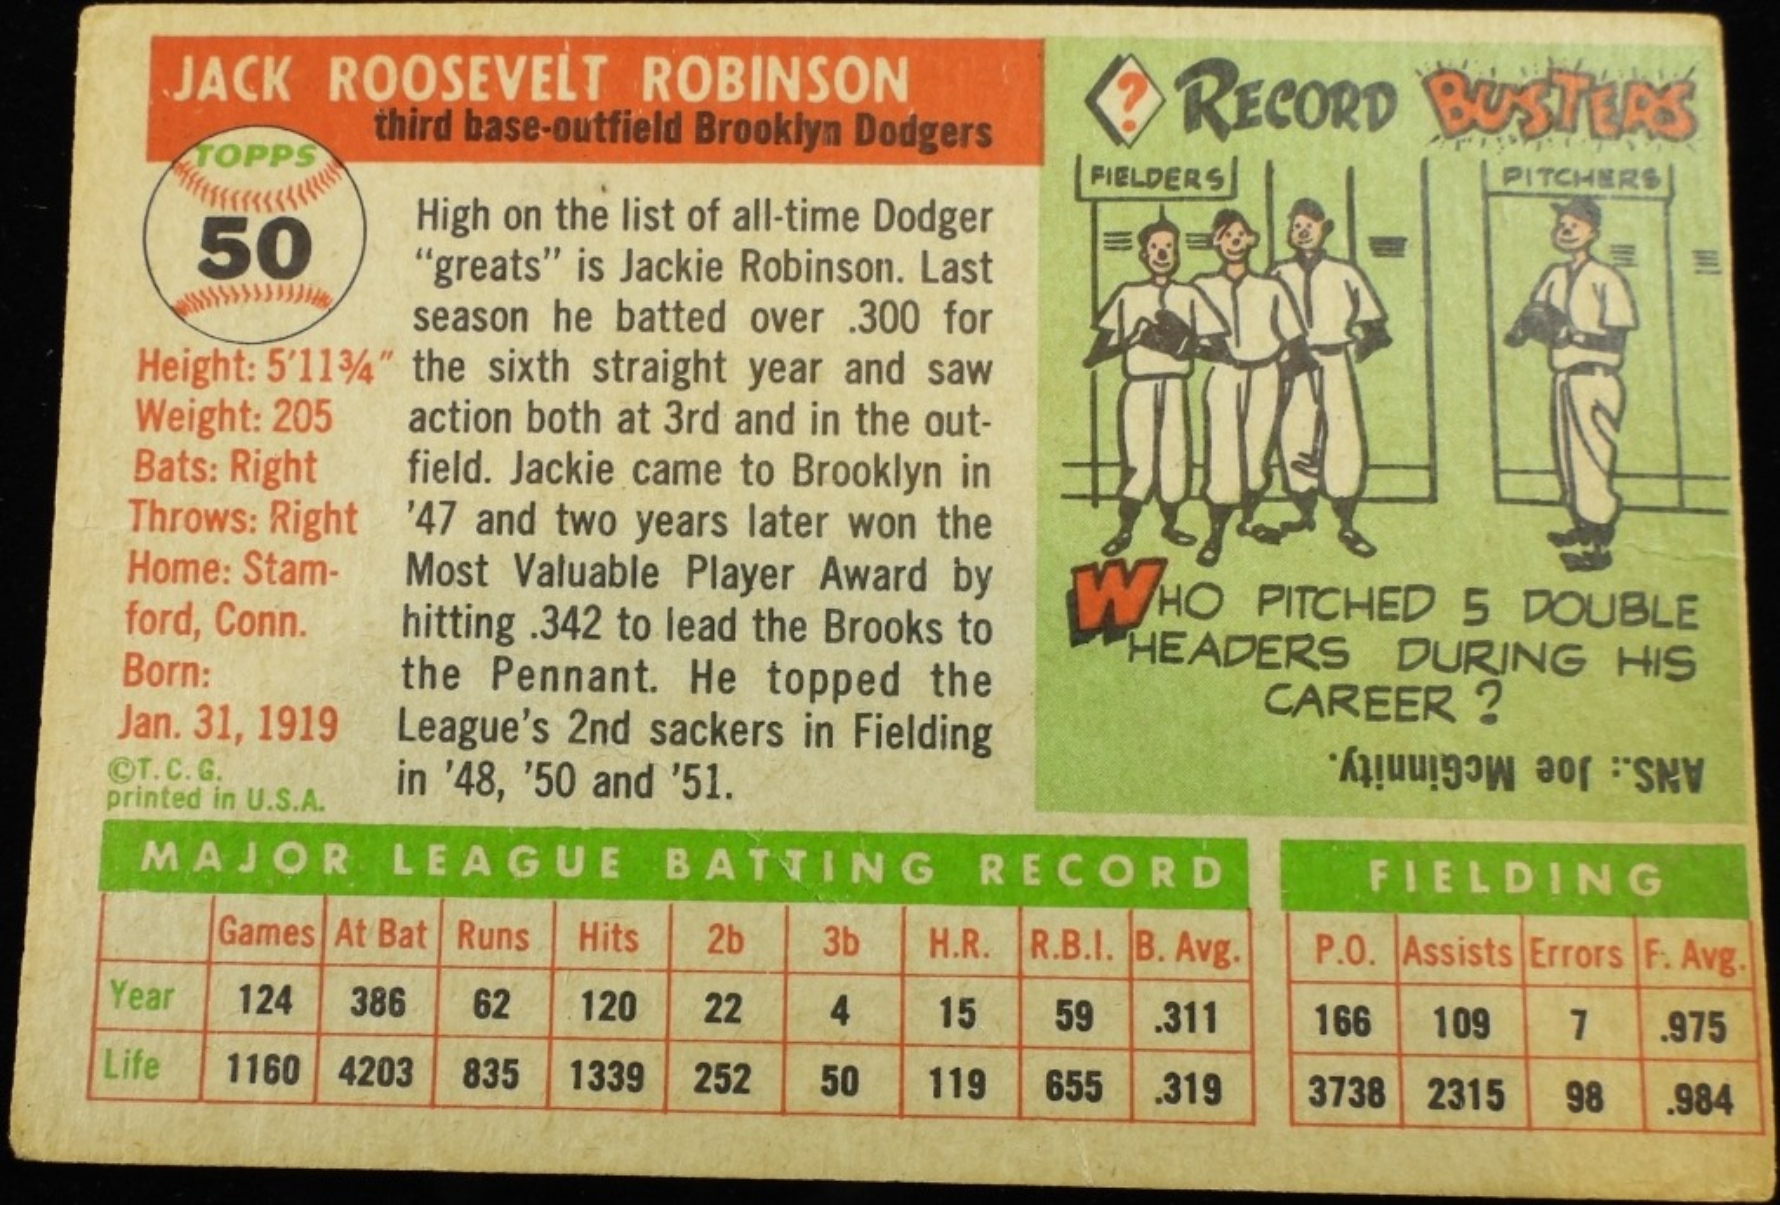 JACK ROOSEVELT ROBINSON
third base-outfield Brooklyn Dodgers
TOPPS
50
Height: 5'11¾"
Weight: 205
Bats: Right
Throws: Right
Home: Stam-
ford, Conn.
Born:
Jan. 31, 1919
©T.C.G.
printed in U.S.A.
High on the list of all-time Dodger
"greats" is Jackie Robinson. Last
season he batted over .300 for
the sixth straight year and saw
action both at 3rd and in the out-
field. Jackie came to Brooklyn in
'47 and two years later won the
Most Valuable Player Award by
hitting .342 to lead the Brooks to
the Pennant. He topped the
League's 2nd sackers in Fielding
in '48, '50 and '51.
? RECORD BUSTERS
FIELDERS PITCHERS
WHO PITCHED 5 DOUBLE
HEADERS DURING HIS
CAREER?
ANS.: Joe McGinnity.
MAJOR LEAGUE BATTING RECORD
Games At Bat Runs Hits 2b 3b H.R. R.B.I. B. Avg.
Year 124 386 62 120 22 4 15 59 .311
Life 1160 4203 835 1339 252 50 119 655 .319
FIELDING
P.O. Assists Errors F. Avg.
166 109 7 .975
3738 2315 98 .984